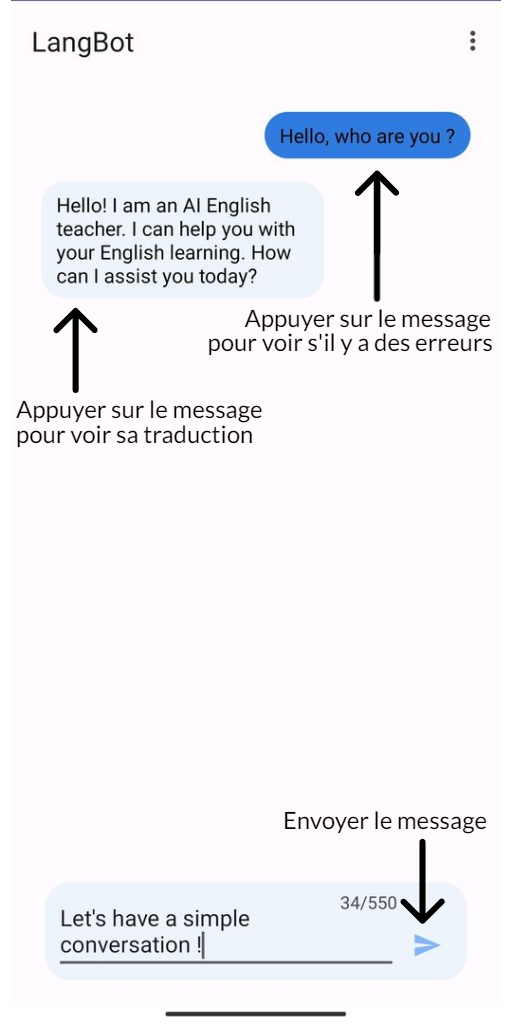 LangBot
Hello, who are you ?
Hello! I am an AI English
teacher. I can help you with
your English learning. How
can I assist you today?
Appuyer sur le message
pour voir s'il y a des erreurs
Appuyer sur le message
pour voir sa traduction
Envoyer le message
34/550
Let's have a simple
conversation !